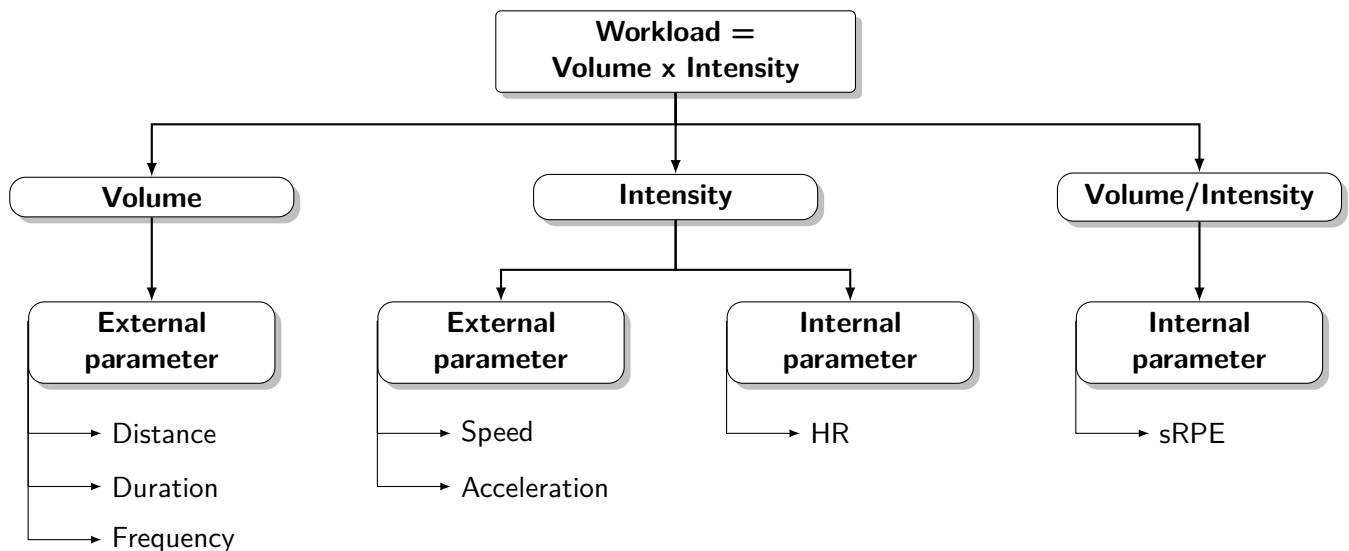 Workload =
Volume x Intensity
Volume
Intensity
Volume/Intensity
External
parameter
External
parameter
Internal
parameter
Internal
parameter
Distance
Speed
HR
sRPE
Duration
Acceleration
Frequency